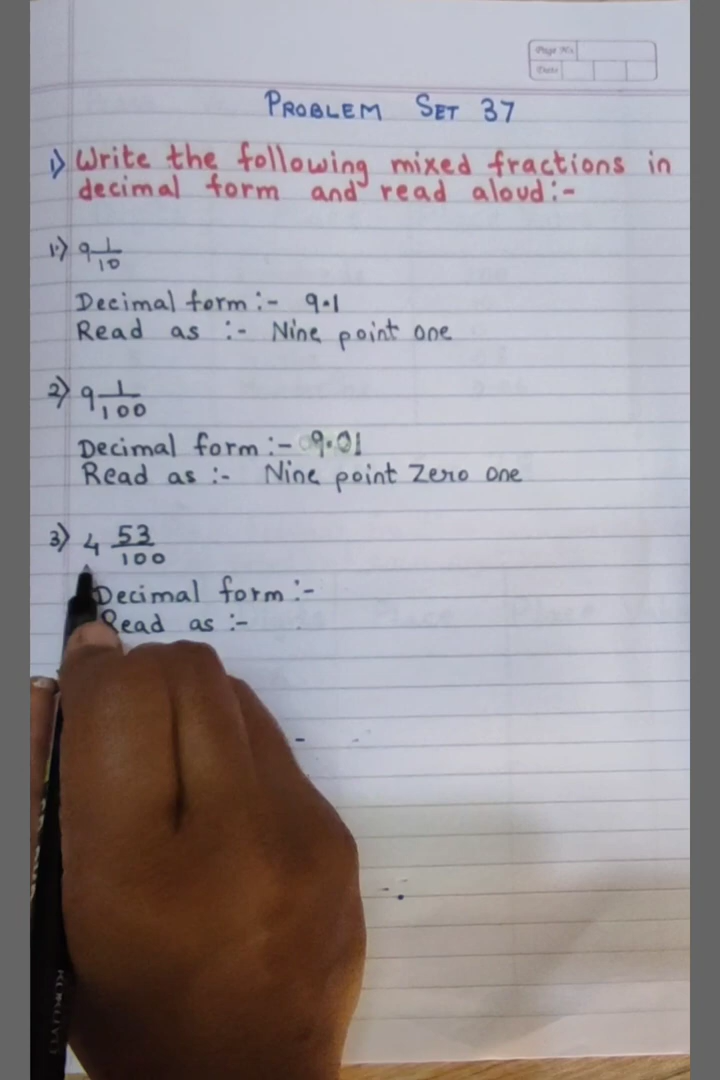 Page No.
Date
PROBLEM SET 37
1) Write the following mixed fractions in
decimal form and read aloud:-
1.) 9 1/10
Decimal form:- 9.1
Read as :- Nine point one
2) 9 1/100
Decimal form:- 9.01
Read as :- Nine point Zero one
3) 4 53/100
Decimal form:-
Read as :-